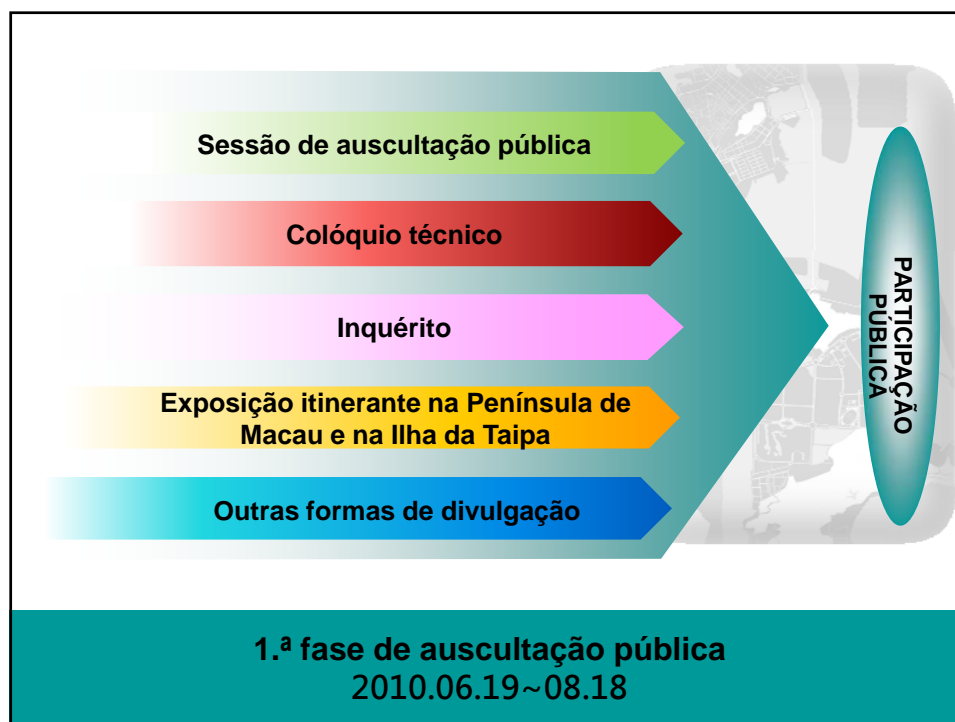 Sessão de auscultação pública
Colóquio técnico
Inquérito
Exposição itinerante na Península de
Macau e na Ilha da Taipa
Outras formas de divulgação
PARTICIPAÇÃO
PÚBLICA
1.ª fase de auscultação pública
2010.06.19~08.18